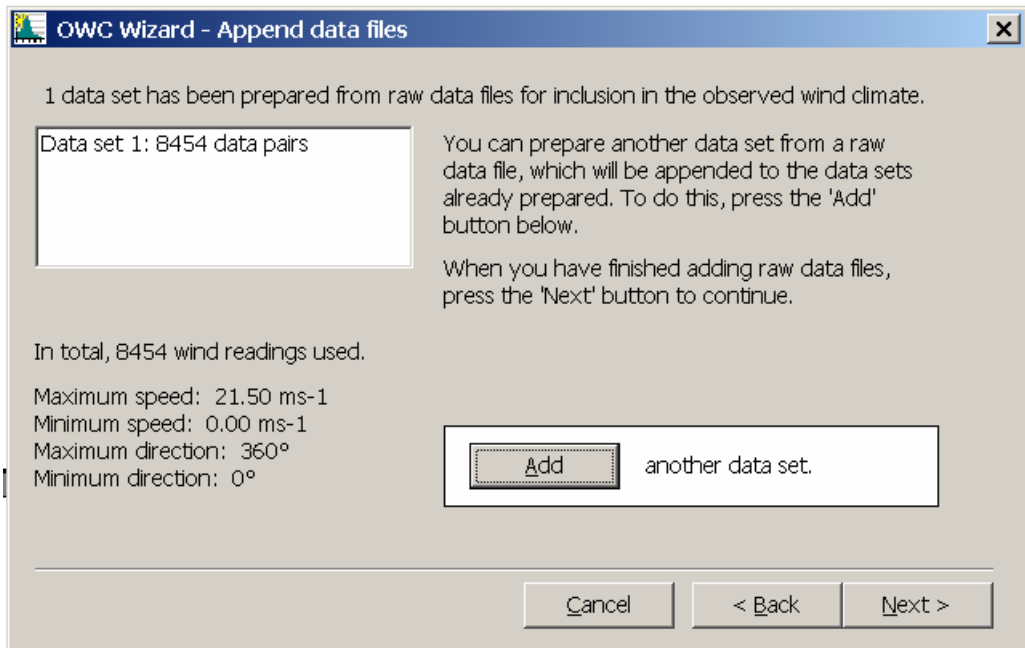 OWC Wizard - Append data files
1 data set has been prepared from raw data files for inclusion in the observed wind climate.
Data set 1: 8454 data pairs
You can prepare another data set from a raw
data file, which will be appended to the data sets
already prepared. To do this, press the 'Add'
button below.
When you have finished adding raw data files,
press the 'Next' button to continue.
In total, 8454 wind readings used.
Maximum speed: 21.50 ms-1
Minimum speed: 0.00 ms-1
Maximum direction: 360º
Minimum direction: 0º
Add another data set.
Cancel < Back Next >